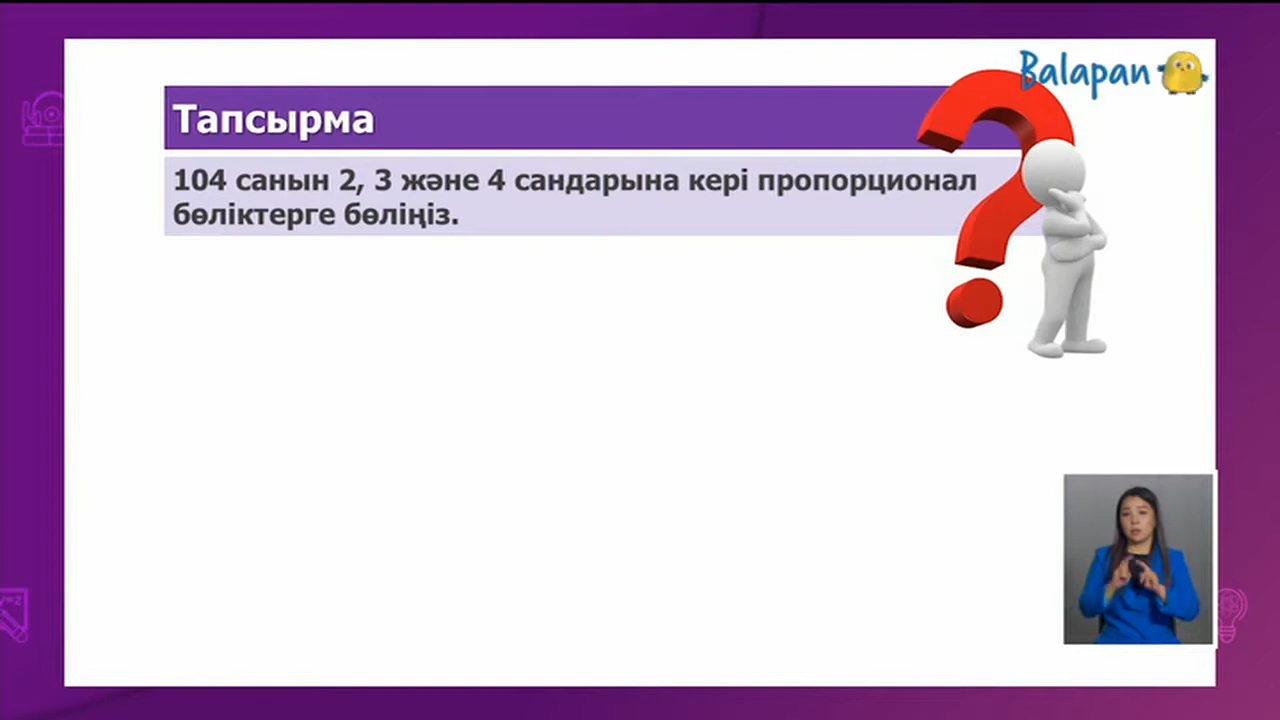 Balapan
Тапсырма
104 санын 2, 3 және 4 сандарына кері пропорционал
бөліктерге бөліңіз.